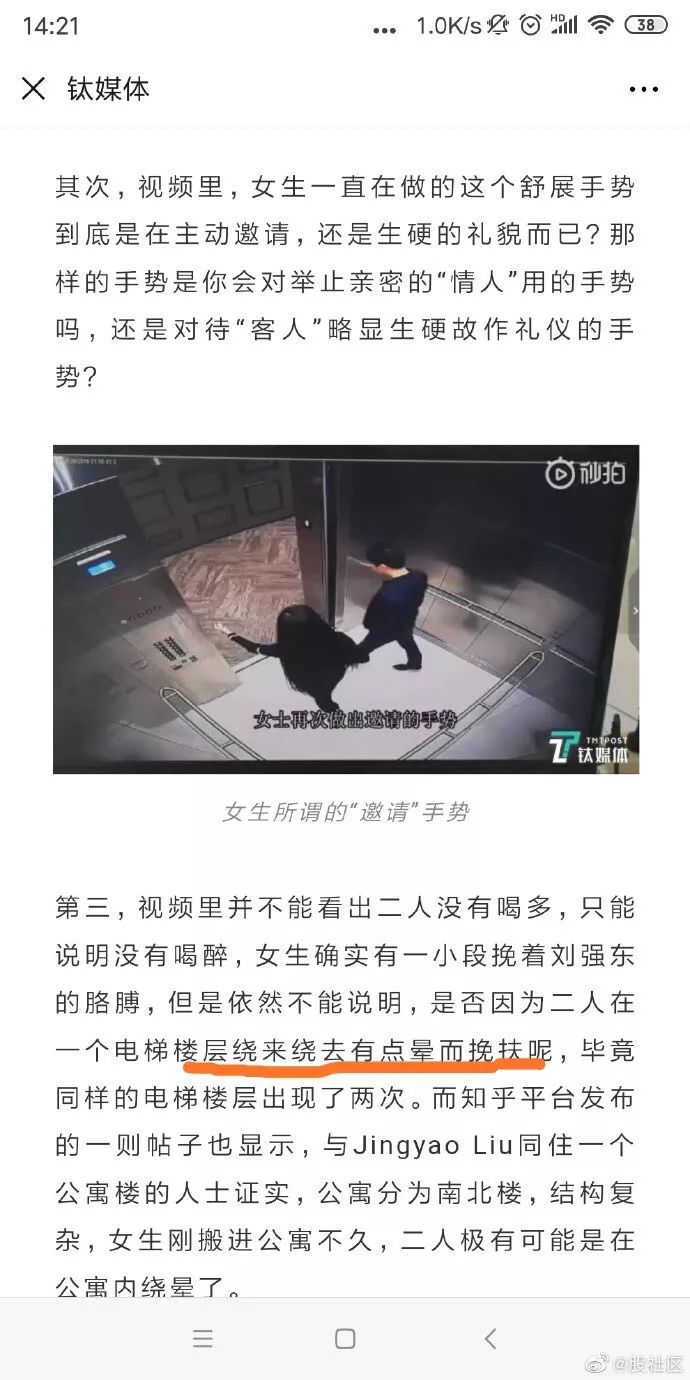 14:21
... 1.0K/s HD 38
钛媒体
其次，视频里，女生一直在做的这个舒展手势
到底是在主动邀请，还是生硬的礼貌而已？那
样的手势是你会对举止亲密的“情人”用的手势
吗，还是对待“客人”略显生硬故作礼仪的手
势？
秒拍
女士再次做出邀请的手势
TMTPOST
钛媒体
女生所谓的“邀请”手势
第三，视频里并不能看出二人没有喝多，只能
说明没有喝醉，女生确实有一小段挽着刘强东
的胳膊，但是依然不能说明，是否因为二人在
一个电梯楼层绕来绕去有点晕而挽扶呢，毕竟
同样的电梯楼层出现了两次。而知乎平台发布
的一则帖子也显示，与Jingyao Liu同住一个
公寓楼的人士证实，公寓分为南北楼，结构复
杂，女生刚搬进公寓不久，二人极有可能是在
公寓内绕晕了。
@股社区